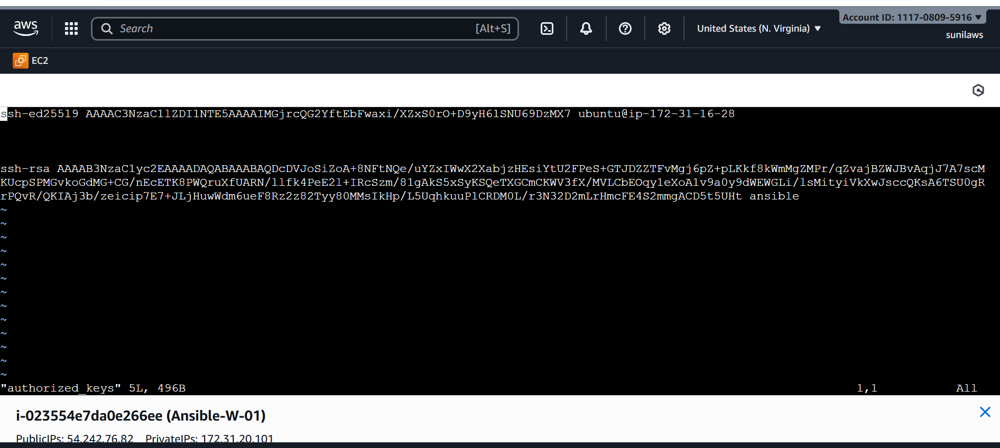 aws
Search [Alt+S]
United States (N. Virginia) ▼
Account ID: 1117-0809-5916 ▼
sunilaws
EC2
ssh-ed25519 AAAAC3NzaC1lZDI1NTE5AAAAIMGjrcQG2YftEbFwaxi/XZxS0rO+D9yH61SNU69DzMX7 ubuntu@ip-172-31-16-28
ssh-rsa AAAAB3NzaC1yc2EAAAADAQABAAABAQDcDVJoSiZoA+8NFtNQe/uYZxIWwX2XabjzHEsiYtU2FPeS+GTJDZZTFvMgj6pZ+pLKkf8kWmMgZMPr/qZvajBZWJBvAqjJ7A7scM
KUcpSPMGvkoGdMG+CG/nEcETK8PWQruXfUARN/llfk4PeE2l+IRcSzm/81gAkS5xSyKSQeTXGCmCKWV3fX/MVLCbEOqy1eXoA1v9a0y9dWEWGLi/lsMityiVkXwJsccQKsA6TSU0gR
rPQvR/QKIAj3b/zeicip7E7+JLjHuwWdm6ueF8Rz2z82Tyy80MMsIkHp/L5UqhkuuP1CRDM0L/r3N32D2mLrHmcFE4S2mmgACD5t5UHt ansible
~
~
~
~
~
~
~
~
~
~
~
~
~
"authorized_keys" 5L, 496B 1,1 All
i-023554e7da0e266ee (Ansible-W-01)
PublicIPs: 54.242.76.82 PrivateIPs: 172.31.20.101